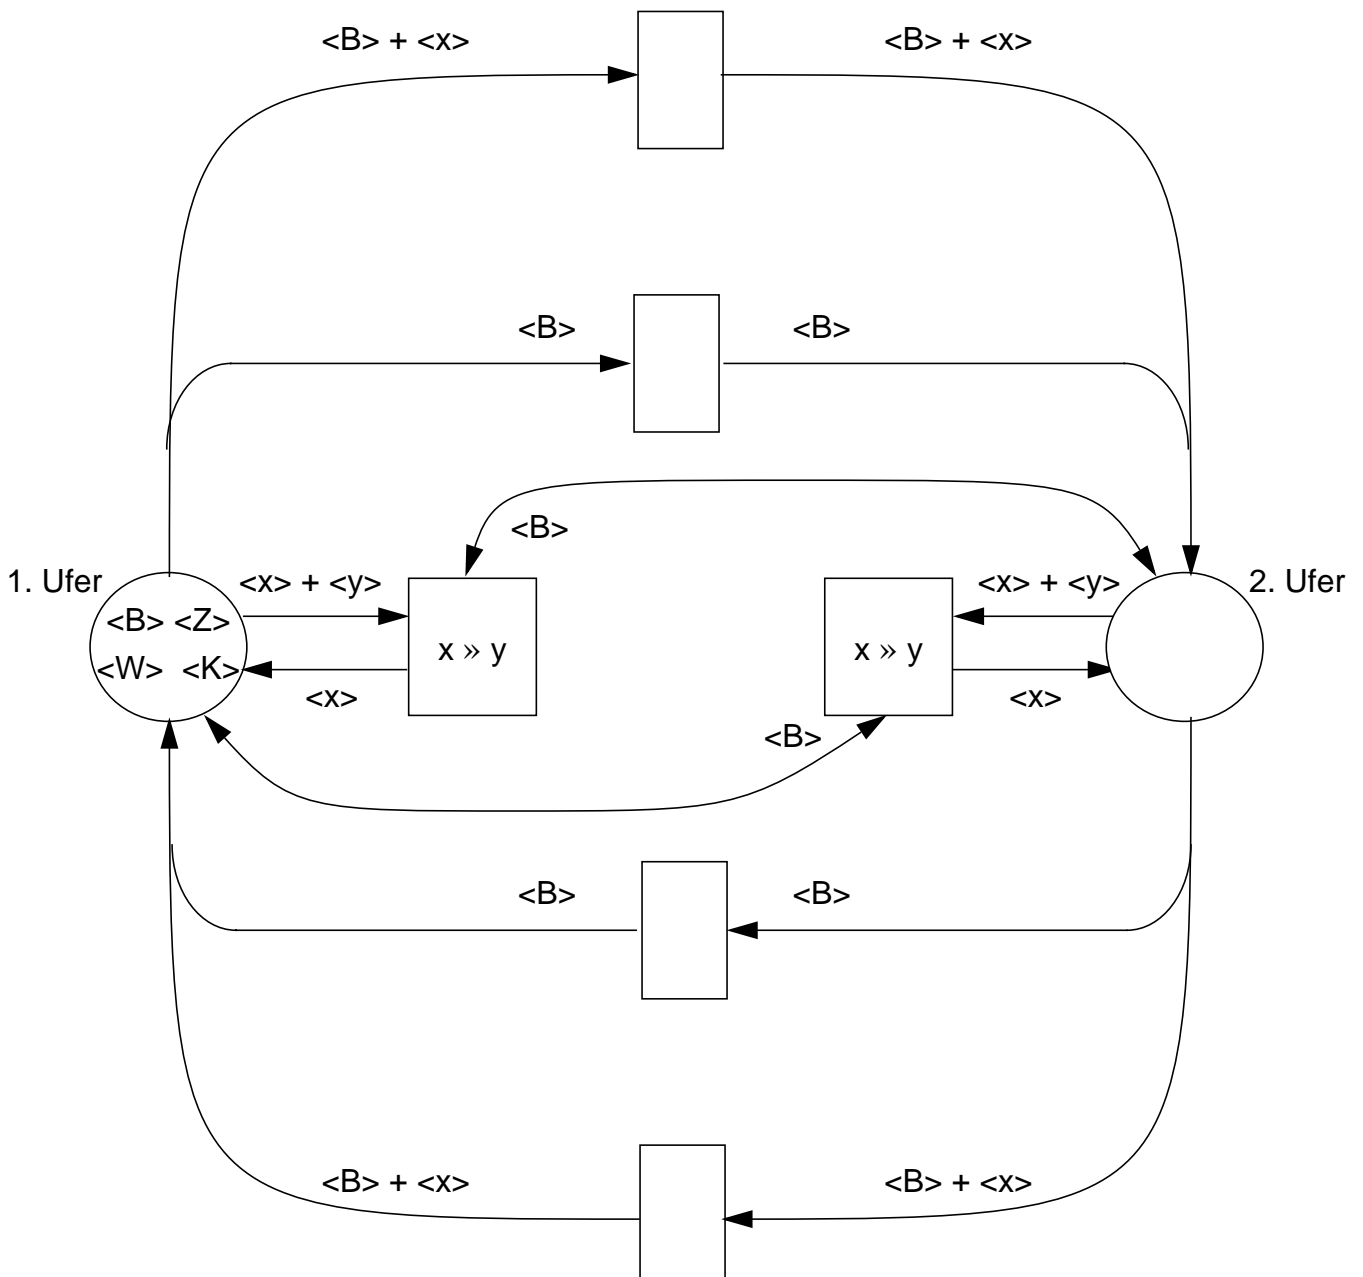 <B> + <x> <B> + <x>
<B> <B>
<B>
1. Ufer <x> + <y> <x> + <y> 2. Ufer
<B> <Z>
x » y x » y
<W> <K>
<x> <x>
<B>
<B> <B>
<B> + <x> <B> + <x>